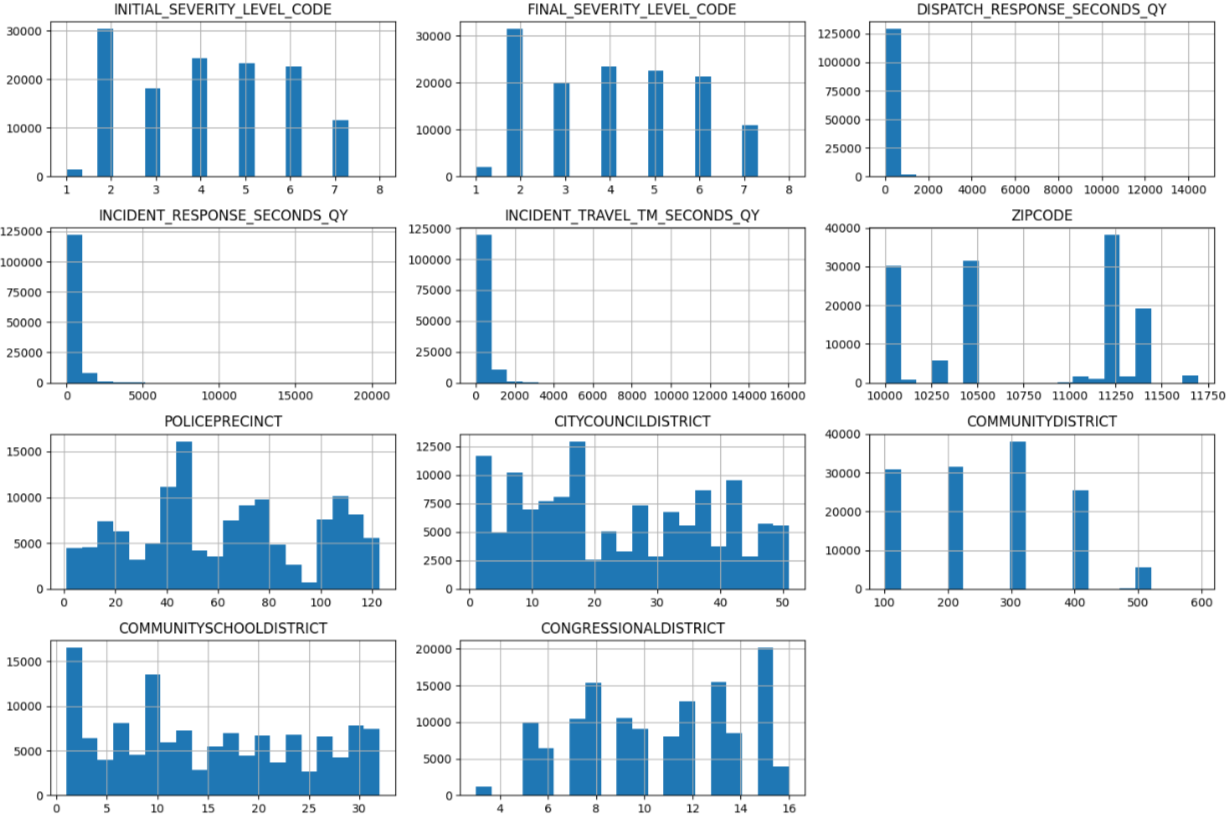 INITIAL_SEVERITY_LEVEL_CODE
30000
20000
10000
0
1 2 3 4 5 6 7 8
FINAL_SEVERITY_LEVEL_CODE
30000
20000
10000
0
1 2 3 4 5 6 7 8
DISPATCH_RESPONSE_SECONDS_QY
125000
100000
75000
50000
25000
0
0 2000 4000 6000 8000 10000 12000 14000
INCIDENT_RESPONSE_SECONDS_QY
125000
100000
75000
50000
25000
0
0 5000 10000 15000 20000
INCIDENT_TRAVEL_TM_SECONDS_QY
125000
100000
75000
50000
25000
0
0 2000 4000 6000 8000 10000 12000 14000 16000
ZIPCODE
40000
30000
20000
10000
0
10000 10250 10500 10750 11000 11250 11500 11750
POLICEPRECINCT
15000
10000
5000
0
0 20 40 60 80 100 120
CITYCOUNCILDISTRICT
12500
10000
7500
5000
2500
0
0 10 20 30 40 50
COMMUNITYDISTRICT
40000
30000
20000
10000
0
100 200 300 400 500 600
COMMUNITYSCHOOLDISTRICT
15000
10000
5000
0
0 5 10 15 20 25 30
CONGRESSIONALDISTRICT
20000
15000
10000
5000
0
4 6 8 10 12 14 16